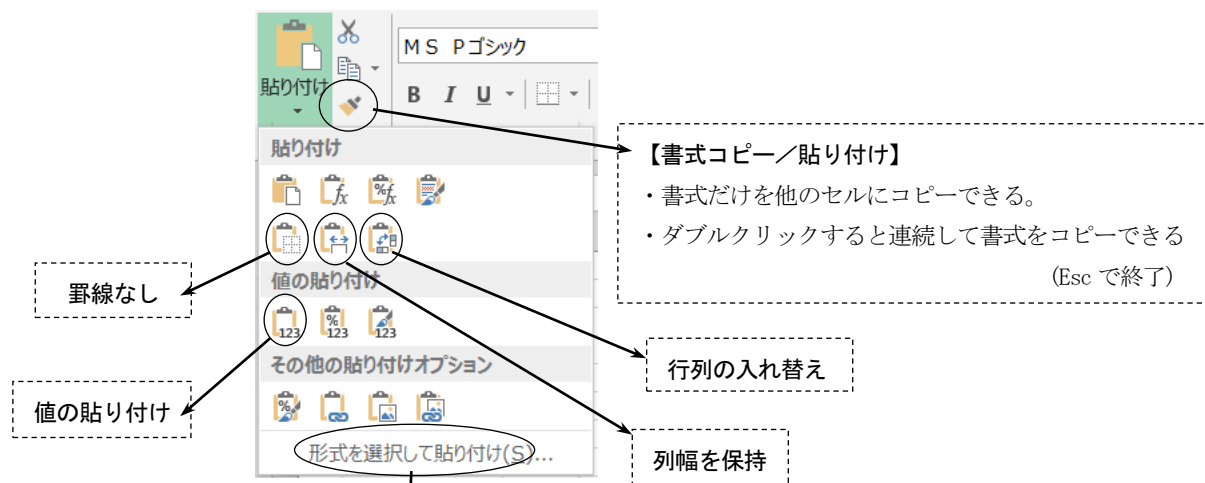 MS Pゴシック
貼り付け
B I U
貼り付け
【書式コピー／貼り付け】
・書式だけを他のセルにコピーできる。
・ダブルクリックすると連続して書式をコピーできる
(Esc で終了)
罫線なし
値の貼り付け
123 % 123 123
行列の入れ替え
その他の貼り付けオプション
値の貼り付け
形式を選択して貼り付け(S)...
列幅を保持